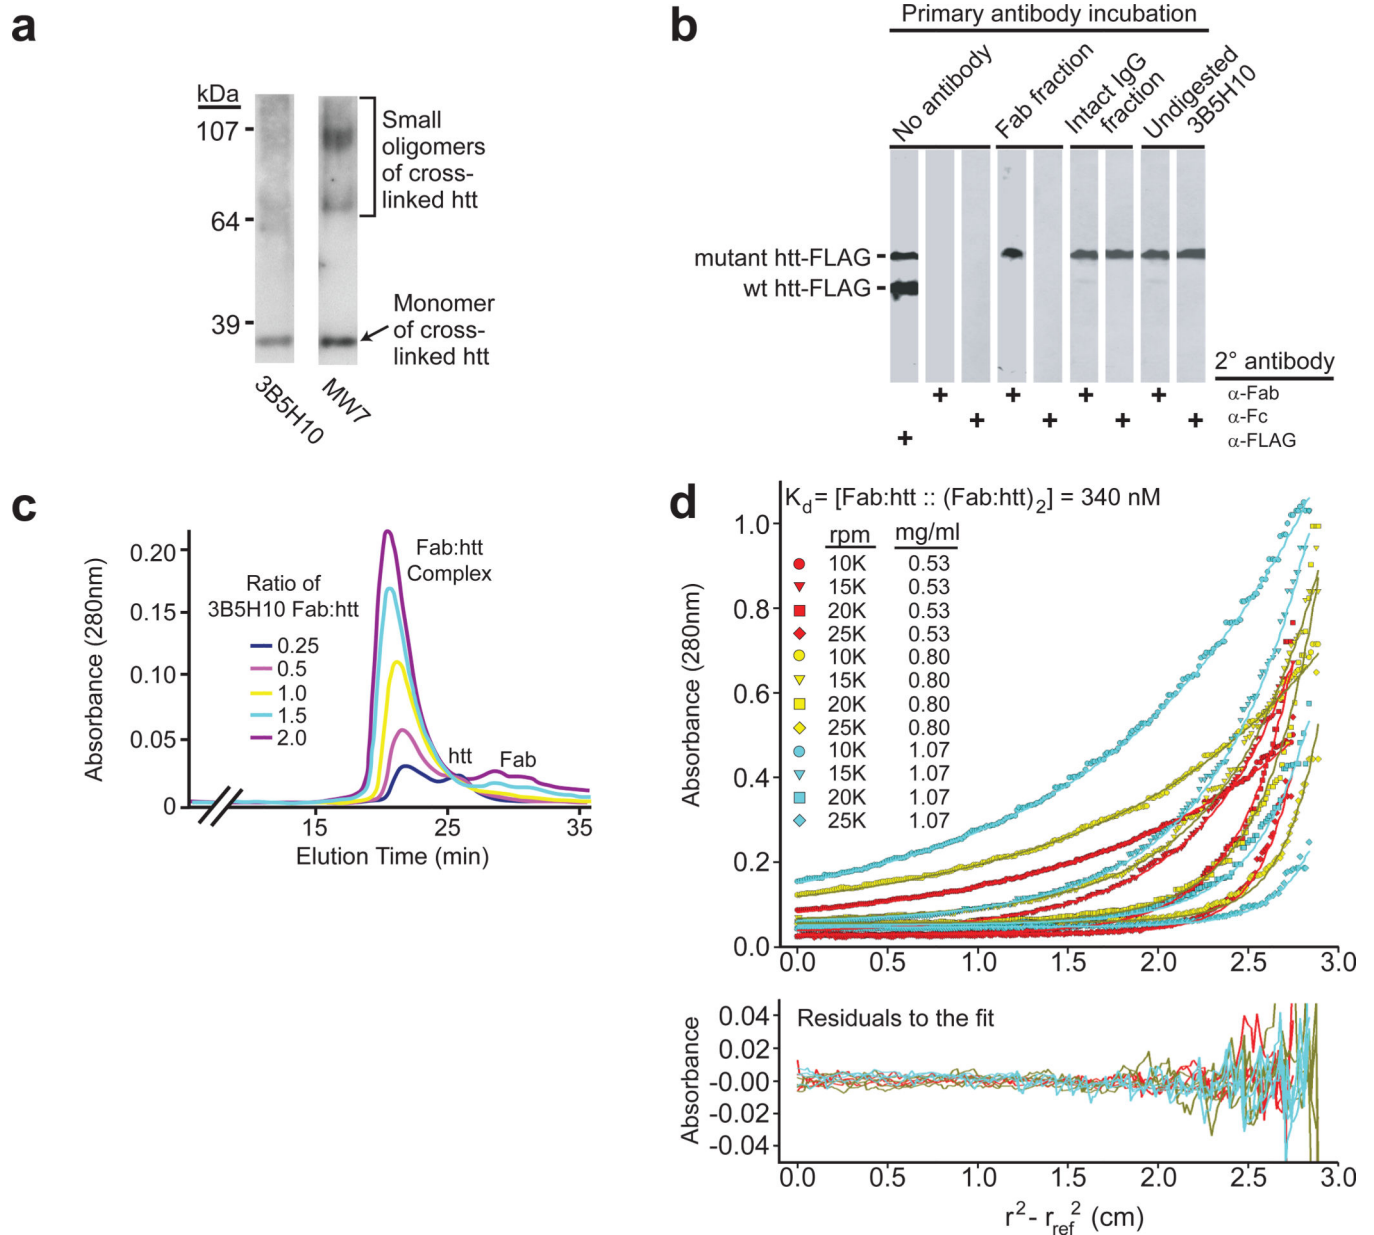 a
kDa
107
64
39
Small
oligomers
of cross-
linked htt
Monomer
of cross-
linked htt
3B5H10
MW7
b
Primary antibody incubation
No antibody
Fab fraction
Intact IgG
fraction
Undigested
3B5H10
mutant htt-FLAG
wt htt-FLAG
2° antibody
+ + + + α-Fab
+ + + + α-Fc
+ α-FLAG
c
Absorbance (280nm)
0.20
0.15
0.10
0.05
0
Ratio of
3B5H10 Fab:htt
0.25
0.5
1.0
1.5
2.0
Fab:htt
Complex
htt
Fab
15 25 35
Elution Time (min)
d
Kd = [Fab:htt :: (Fab:htt)2] = 340 nM
rpm mg/ml
10K 0.53
15K 0.53
20K 0.53
25K 0.53
10K 0.80
15K 0.80
20K 0.80
25K 0.80
10K 1.07
15K 1.07
20K 1.07
25K 1.07
Absorbance (280nm)
1.0
0.8
0.6
0.4
0.2
0.0
0.0 0.5 1.0 1.5 2.0 2.5 3.0
Residuals to the fit
Absorbance
0.04
0.02
-0.00
-0.02
-0.04
0.0 0.5 1.0 1.5 2.0 2.5 3.0
r² - rref² (cm)